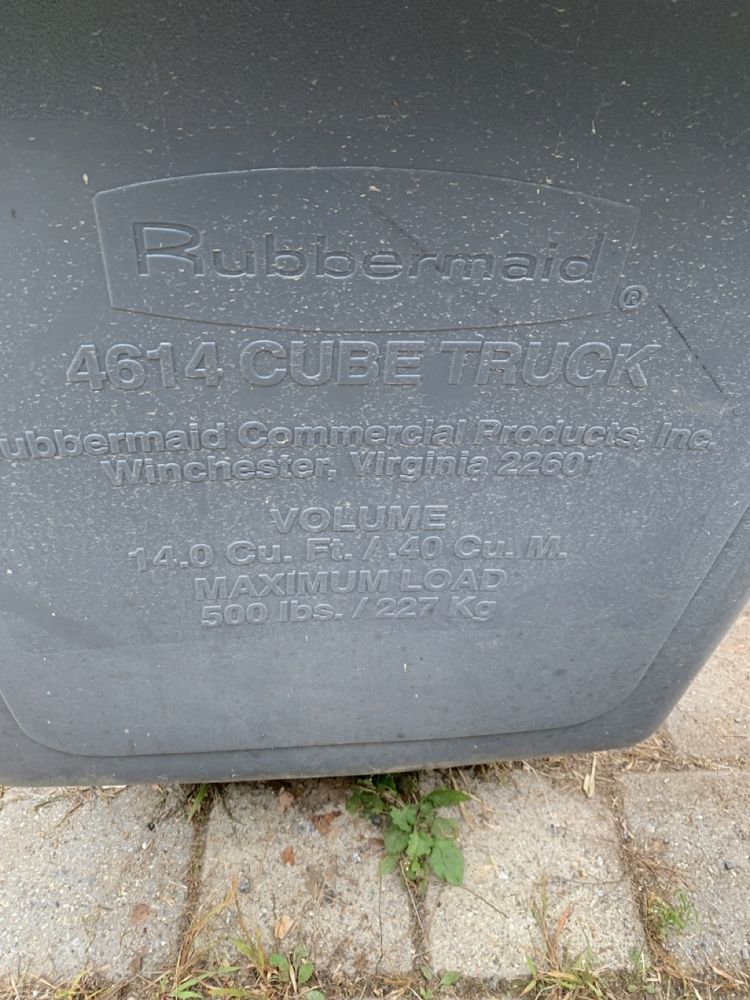 Rubbermaid ®
4614 CUBE TRUCK
ubbermaid Commercial Products, Inc.
Winchester, Virginia 22601
VOLUME
14.0 Cu. Ft. / .40 Cu. M.
MAXIMUM LOAD
500 lbs. / 227 Kg